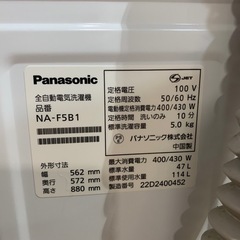 Panasonic
全自動電気洗濯機
品番
NA-F5B1
外形寸法
幅 562 mm
奥行 572 mm
高さ 880 mm
JET
定格電圧 100 V
定格周波数 50/60 Hz
電動機定格消費電力 400/430 W
定格時間 洗い 10 分
標準洗濯容量 5.0 kg
パナソニック株式会社
中国製
最大消費電力 400/430 W
標準水量 47 L
標準使用水量 114 L
製造番号 22D2400452